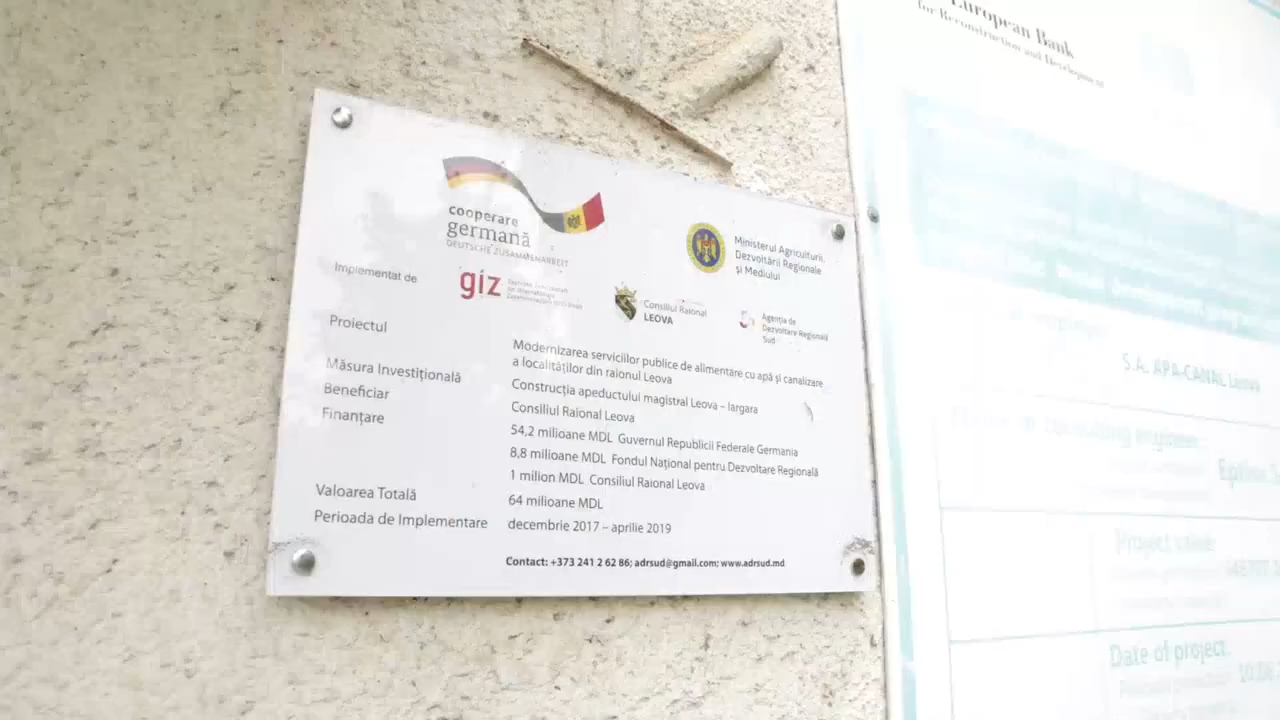 cooperare
germană
DEUTSCHE ZUSAMMENARBEIT
Ministerul Agriculturii,
Dezvoltării Regionale
și Mediului
Implementat de
giz
Consiliul Raional
LEOVA
Agenția de
Dezvoltare Regională
Sud
Proiectul
Modernizarea serviciilor publice de alimentare cu apă și canalizare
a localităților din raionul Leova
Măsura Investițională
Construcția apeductului magistral Leova – Iargara
Beneficiar
Consiliul Raional Leova
Finanțare
54,2 milioane MDL Guvernul Republicii Federale Germania
8,8 milioane MDL Fondul Național pentru Dezvoltare Regională
1 milion MDL Consiliul Raional Leova
Valoarea Totală
64 milioane MDL
Perioada de Implementare
decembrie 2017 – aprilie 2019
Contact: +373 241 2 62 86; adrsud@gmail.com; www.adrsud.md
European Bank
for Reconstruction and Development
S.A. APA-CANAL Leova
consulting engineer
Project value
Date of project